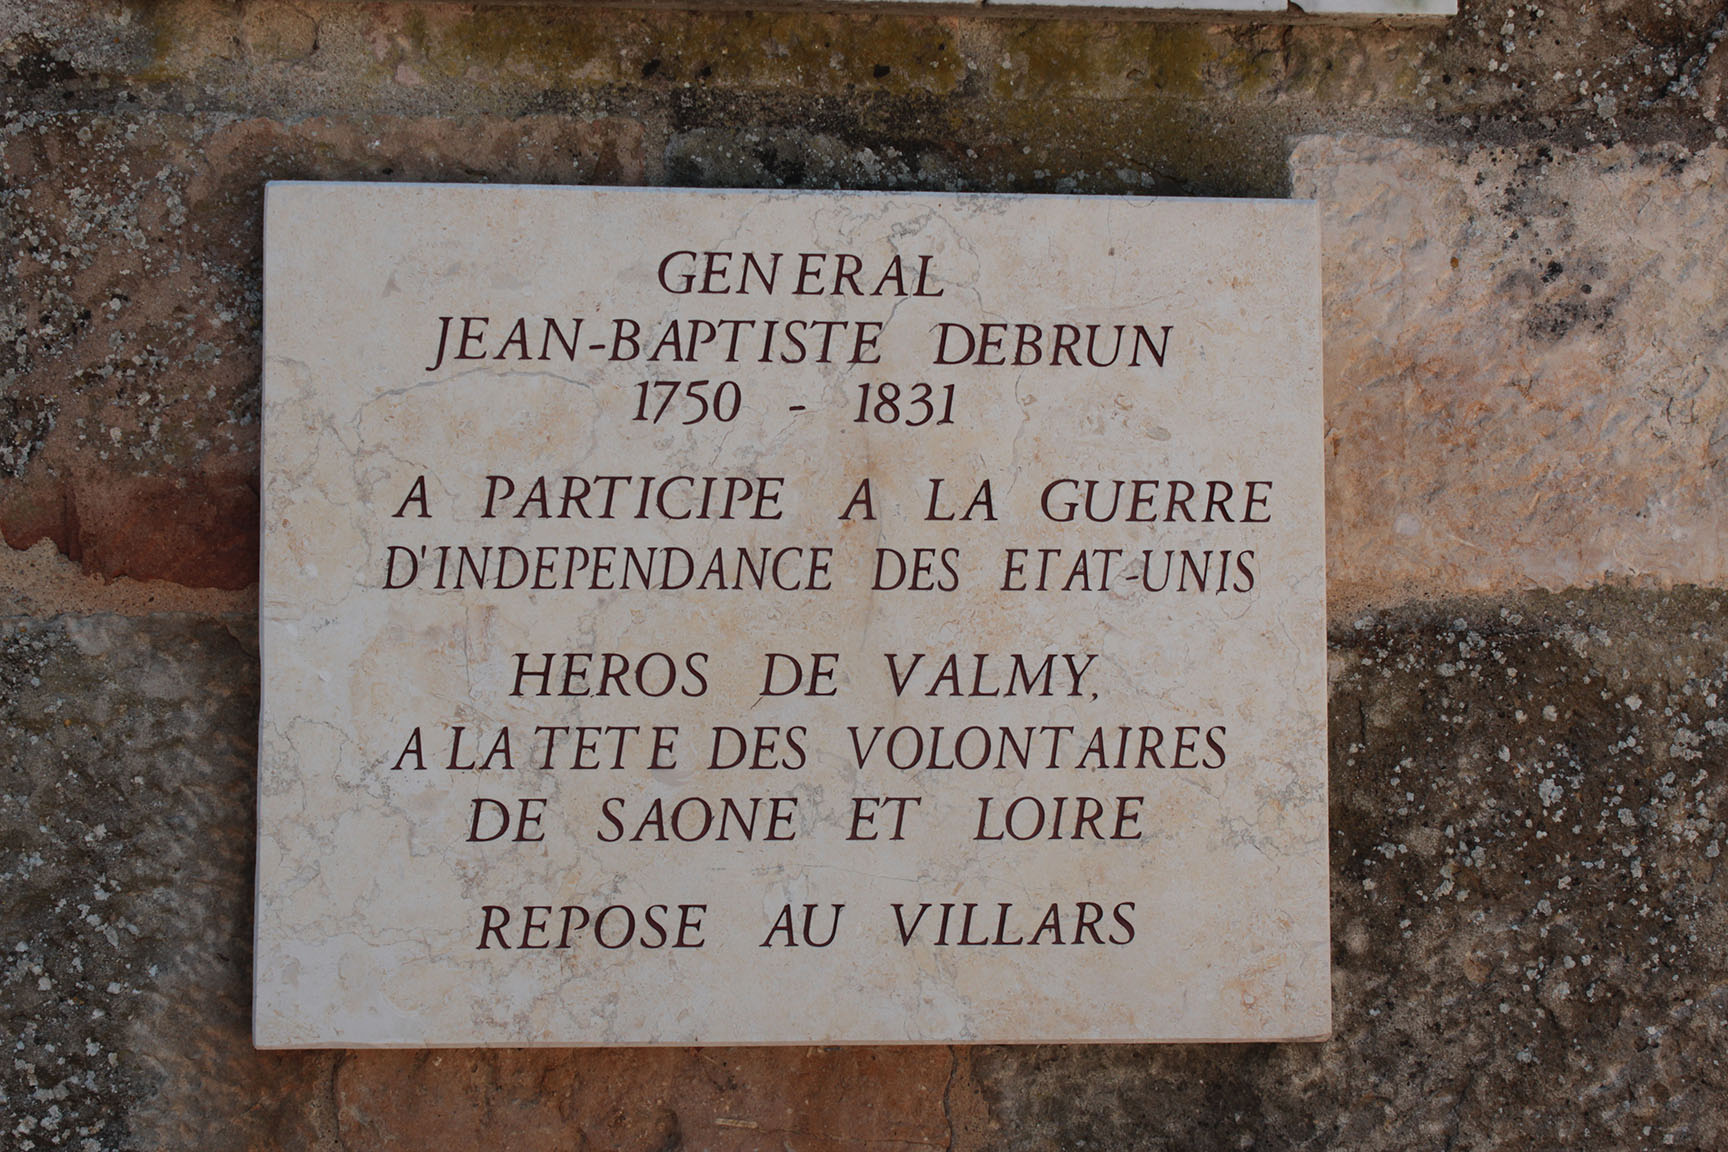 GENERAL
JEAN-BAPTISTE DEBRUN
1750 - 1831
A PARTICIPE A LA GUERRE
D'INDEPENDANCE DES ETAT-UNIS
HEROS DE VALMY,
A LA TETE DES VOLONTAIRES
DE SAONE ET LOIRE
REPOSE AU VILLARS